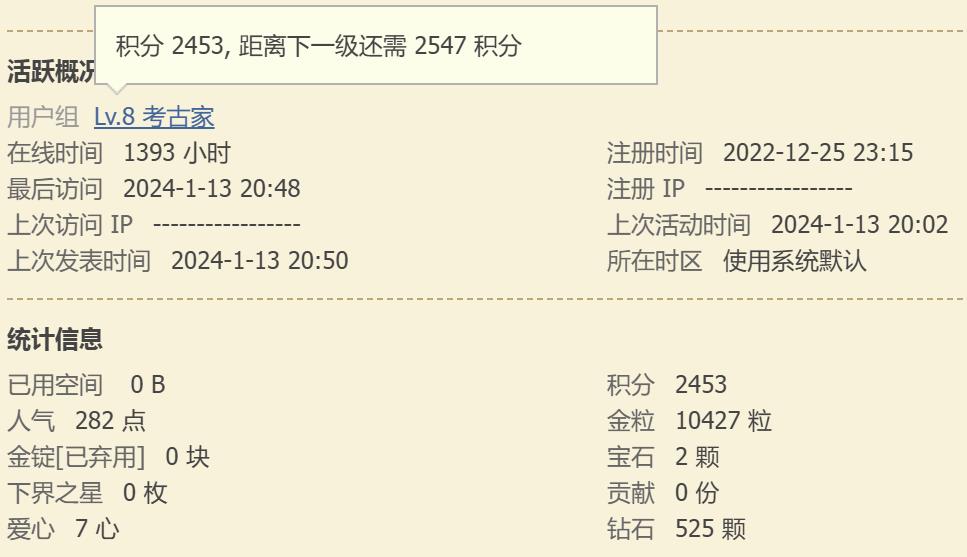 积分 2453, 距离下一级还需 2547 积分
活跃概况
用户组 Lv.8 考古家
在线时间 1393 小时 注册时间 2022-12-25 23:15
最后访问 2024-1-13 20:48 注册 IP -----------------
上次访问 IP ----------------- 上次活动时间 2024-1-13 20:02
上次发表时间 2024-1-13 20:50 所在时区 使用系统默认
统计信息
已用空间 0 B 积分 2453
人气 282 点 金粒 10427 粒
金锭[已弃用] 0 块 宝石 2 颗
下界之星 0 枚 贡献 0 份
爱心 7 心 钻石 525 颗